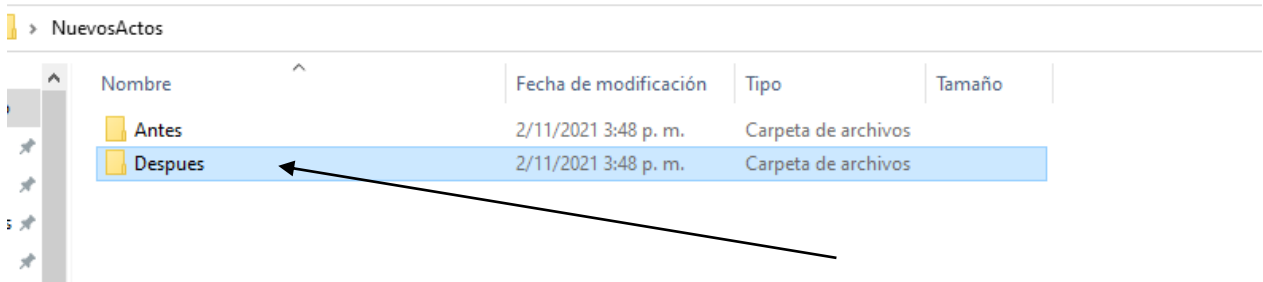 NuevosActos
Nombre Fecha de modificación Tipo Tamaño
Antes 2/11/2021 3:48 p. m. Carpeta de archivos
Despues 2/11/2021 3:48 p. m. Carpeta de archivos